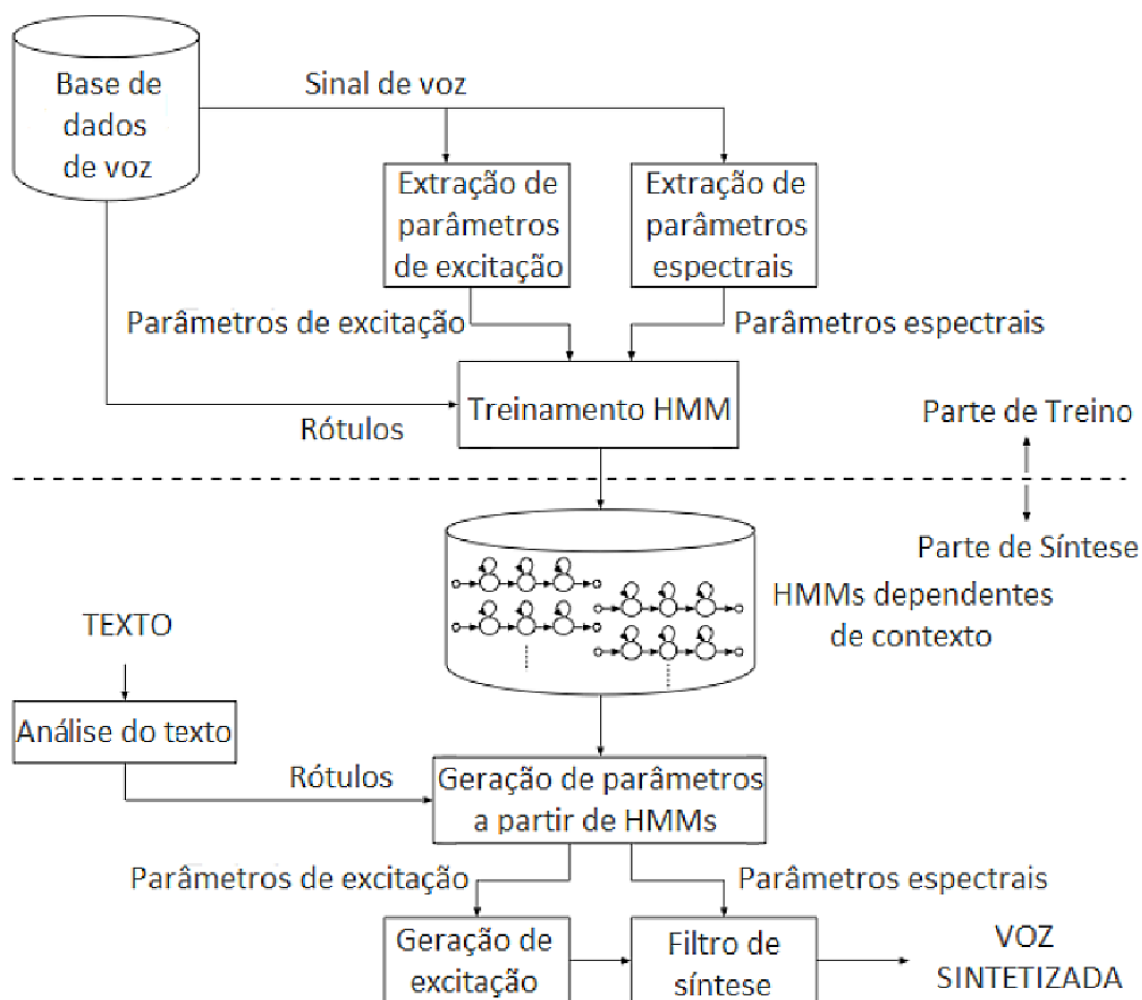 Base de
dados
de voz
Sinal de voz
Extração de
parâmetros
de excitação
Extração de
parâmetros
espectrais
Parâmetros de excitação
Parâmetros espectrais
Treinamento HMM
Rótulos
Parte de Treino
Parte de Síntese
HMMs dependentes
de contexto
TEXTO
Análise do texto
Rótulos
Geração de parâmetros
a partir de HMMs
Parâmetros de excitação
Parâmetros espectrais
Geração de
excitação
Filtro de
síntese
VOZ
SINTETIZADA